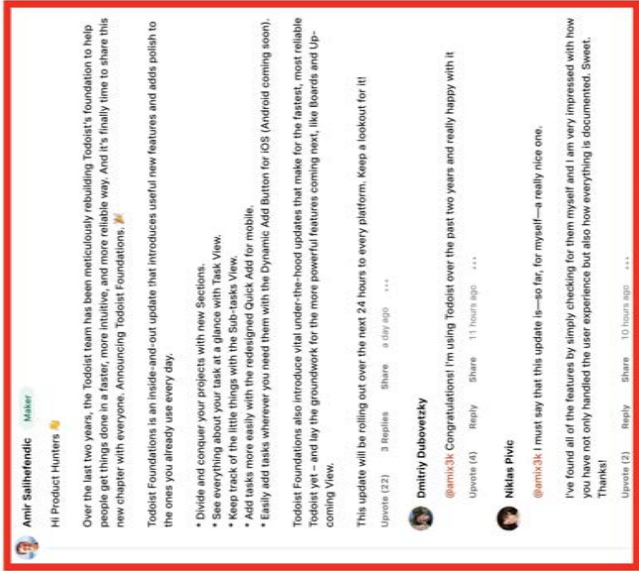 Amir Salihefendic Maker
Hi Product Hunters 👋
Over the last two years, the Todoist team has been meticulously rebuilding Todoist's foundation to help
people get things done in a faster, more intuitive, and more reliable way. And it's finally time to share this
new chapter with everyone. Announcing Todoist Foundations. 🎉
Todoist Foundations is an inside-and-out update that introduces useful new features and adds polish to
the ones you already use every day.
* Divide and conquer your projects with new Sections.
* See everything about your task at a glance with Task View.
* Keep track of the little things with the Sub-tasks View.
* Add tasks more easily with the redesigned Quick Add for mobile.
* Easily add tasks wherever you need them with the Dynamic Add Button for iOS (Android coming soon).
Todoist Foundations also introduce vital under-the-hood updates that make for the fastest, most reliable
Todoist yet – and lay the groundwork for the more powerful features coming next, like Boards and Up-
coming View.
This update will be rolling out over the next 24 hours to every platform. Keep a lookout for it!
Upvote (22) 3 Replies Share a day ago •••
Dmitriy Dubovetzky
@amix3k Congratulations! I'm using Todoist over the past two years and really happy with it
Upvote (4) Reply Share 11 hours ago •••
Niklas Pivic
@amix3k I must say that this update is—so far, for myself—a really nice one.
I've found all of the features by simply checking for them myself and I am very impressed with how
you have not only handled the user experience but also how everything is documented. Sweet.
Thanks!
Upvote (2) Reply Share 10 hours ago •••